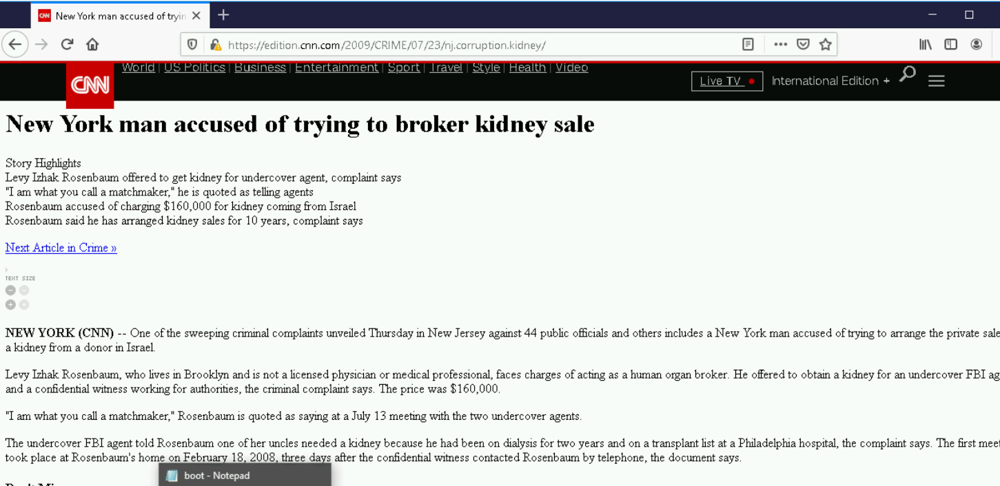 CNN New York man accused of tryin
https://edition.cnn.com/2009/CRIME/07/23/nj.corruption.kidney/
CNN
World | US Politics | Business | Entertainment | Sport | Travel | Style | Health | Video
Live TV
International Edition +
New York man accused of trying to broker kidney sale
Story Highlights
Levy Izhak Rosenbaum offered to get kidney for undercover agent, complaint says
"I am what you call a matchmaker," he is quoted as telling agents
Rosenbaum accused of charging $160,000 for kidney coming from Israel
Rosenbaum said he has arranged kidney sales for 10 years, complaint says
Next Article in Crime »
TEXT SIZE
NEW YORK (CNN) -- One of the sweeping criminal complaints unveiled Thursday in New Jersey against 44 public officials and others includes a New York man accused of trying to arrange the private sale
a kidney from a donor in Israel.
Levy Izhak Rosenbaum, who lives in Brooklyn and is not a licensed physician or medical professional, faces charges of acting as a human organ broker. He offered to obtain a kidney for an undercover FBI ag
and a confidential witness working for authorities, the criminal complaint says. The price was $160,000.
"I am what you call a matchmaker," Rosenbaum is quoted as saying at a July 13 meeting with the two undercover agents.
The undercover FBI agent told Rosenbaum one of her uncles needed a kidney because he had been on dialysis for two years and on a transplant list at a Philadelphia hospital, the complaint says. The first meet
took place at Rosenbaum's home on February 18, 2008, three days after the confidential witness contacted Rosenbaum by telephone, the document says.
boot - Notepad